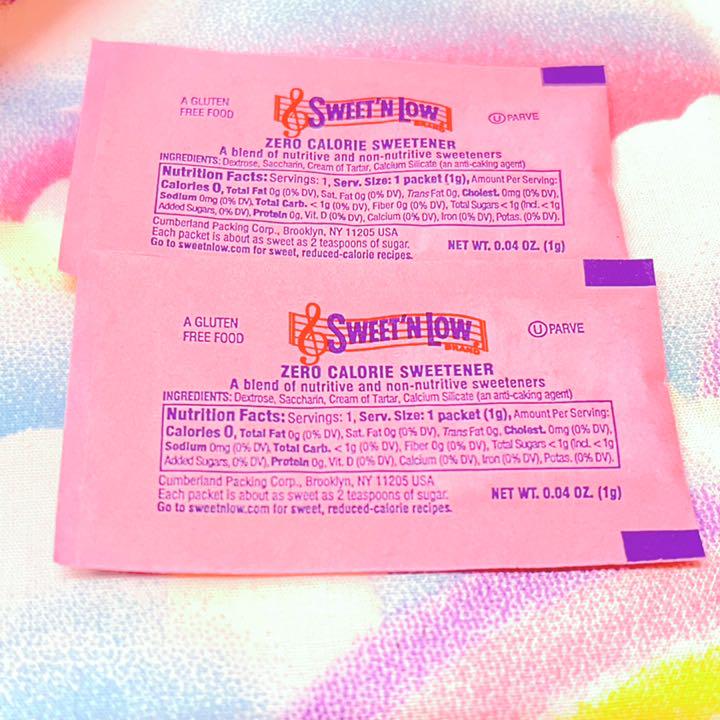 A GLUTEN
FREE FOOD
SWEET'N LOW
BRAND
U PARVE
ZERO CALORIE SWEETENER
A blend of nutritive and non-nutritive sweeteners
INGREDIENTS: Dextrose, Saccharin, Cream of Tartar, Calcium Silicate (an anti-caking agent)
Nutrition Facts: Servings: 1, Serv. Size: 1 packet (1g), Amount Per Serving:
Calories 0, Total Fat 0g (0% DV), Sat. Fat 0g (0% DV), Trans Fat 0g, Cholest. 0mg (0% DV),
Sodium 0mg (0% DV), Total Carb. < 1g (0% DV), Fiber 0g (0% DV), Total Sugars < 1g (Incl. < 1g
Added Sugars, 0% DV), Protein 0g, Vit. D (0% DV), Calcium (0% DV), Iron (0% DV), Potas. (0% DV).
Cumberland Packing Corp., Brooklyn, NY 11205 USA
Each packet is about as sweet as 2 teaspoons of sugar.
Go to sweetnlow.com for sweet, reduced-calorie recipes.
NET WT. 0.04 OZ. (1g)
A GLUTEN
FREE FOOD
SWEET'N LOW
BRAND
U PARVE
ZERO CALORIE SWEETENER
A blend of nutritive and non-nutritive sweeteners
INGREDIENTS: Dextrose, Saccharin, Cream of Tartar, Calcium Silicate (an anti-caking agent)
Nutrition Facts: Servings: 1, Serv. Size: 1 packet (1g), Amount Per Serving:
Calories 0, Total Fat 0g (0% DV), Sat. Fat 0g (0% DV), Trans Fat 0g, Cholest. 0mg (0% DV),
Sodium 0mg (0% DV), Total Carb. < 1g (0% DV), Fiber 0g (0% DV), Total Sugars < 1g (Incl. < 1g
Added Sugars, 0% DV), Protein 0g, Vit. D (0% DV), Calcium (0% DV), Iron (0% DV), Potas. (0% DV).
Cumberland Packing Corp., Brooklyn, NY 11205 USA
Each packet is about as sweet as 2 teaspoons of sugar.
Go to sweetnlow.com for sweet, reduced-calorie recipes.
NET WT. 0.04 OZ. (1g)